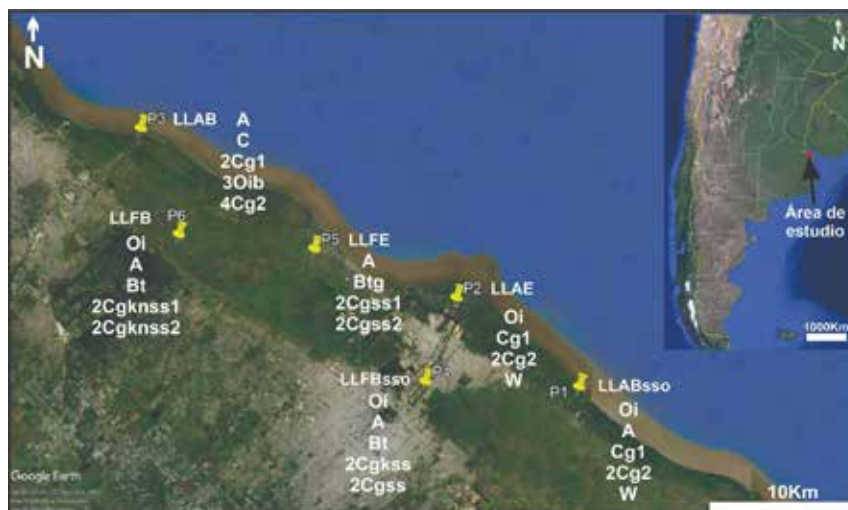 N
P3 LLAB
A
C
2Cg1
3Oib
4Cg2
LLFB
P6
Oi
A
Bt
2Cgknss1
2Cgknss2
P5 LLFE
A
Btg
2Cgss1
2Cgss2
P2 LLAE
Oi
Cg1
2Cg2
W
LLFBsso
Oi
A
Bt
2Cgkss
2Cgss
P1 LLABsso
Oi
A
Cg1
2Cg2
W
N
Área de
estudio
1000Km
Google Earth
10Km